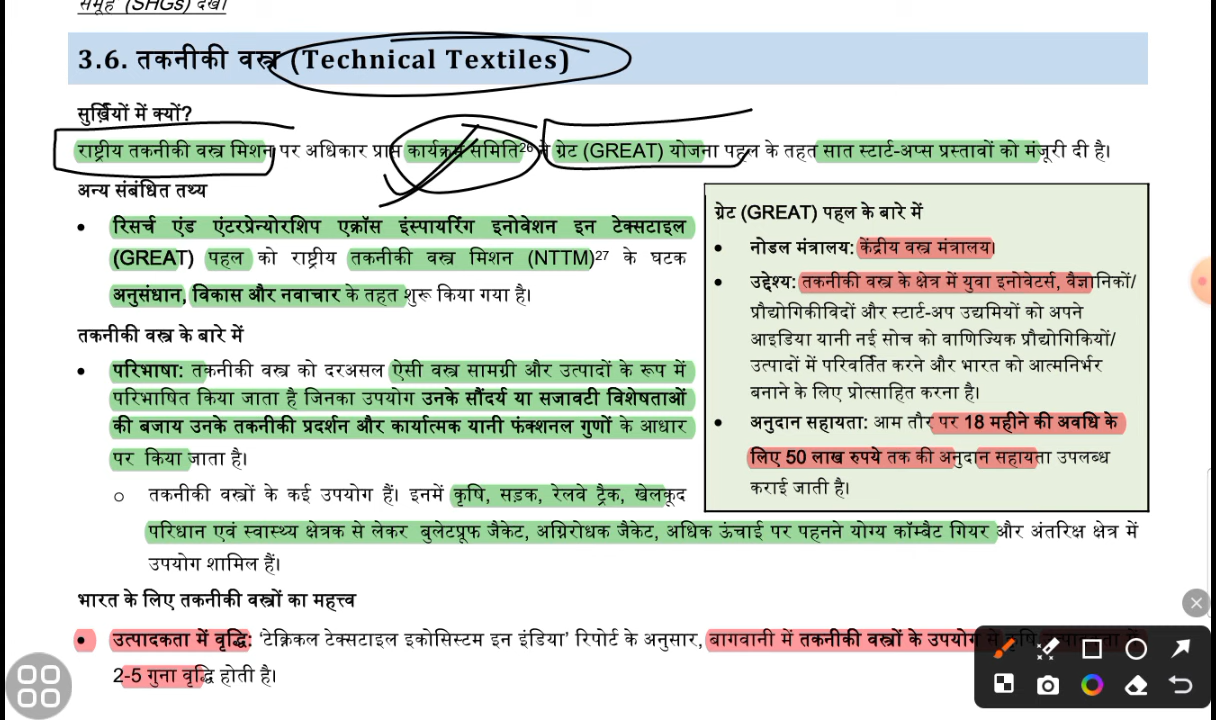 समूह (SHGs) देखें
3.6. तकनीकी वस्त्र (Technical Textiles)
सुर्ख़ियों में क्यों?
राष्ट्रीय तकनीकी वस्त्र मिशन पर अधिकार प्राप्त कार्यक्रम समिति²⁶ ने ग्रेट (GREAT) योजना पहल के तहत सात स्टार्ट-अप्स प्रस्तावों को मंजूरी दी है।
अन्य संबंधित तथ्य
• रिसर्च एंड एंटरप्रेन्योरशिप एक्रॉस इंस्पायरिंग इनोवेशन इन टेक्सटाइल
(GREAT) पहल को राष्ट्रीय तकनीकी वस्त्र मिशन (NTTM)²⁷ के घटक
अनुसंधान, विकास और नवाचार के तहत शुरू किया गया है।
तकनीकी वस्त्र के बारे में
• परिभाषा: तकनीकी वस्त्र को दरअसल ऐसी वस्त्र सामग्री और उत्पादों के रूप में
परिभाषित किया जाता है जिनका उपयोग उनके सौंदर्य या सजावटी विशेषताओं
की बजाय उनके तकनीकी प्रदर्शन और कार्यात्मक यानी फंक्शनल गुणों के आधार
पर किया जाता है।
ग्रेट (GREAT) पहल के बारे में
• नोडल मंत्रालय: केंद्रीय वस्त्र मंत्रालय।
• उद्देश्य: तकनीकी वस्त्र के क्षेत्र में युवा इनोवेटर्स, वैज्ञानिकों/
प्रौद्योगिकीविदों और स्टार्ट-अप उद्यमियों को अपने
आइडिया यानी नई सोच को वाणिज्यिक प्रौद्योगिकियों/
उत्पादों में परिवर्तित करने और भारत को आत्मनिर्भर
बनाने के लिए प्रोत्साहित करना है।
• अनुदान सहायता: आम तौर पर 18 महीने की अवधि के
लिए 50 लाख रुपये तक की अनुदान सहायता उपलब्ध
कराई जाती है।
o तकनीकी वस्त्रों के कई उपयोग हैं। इनमें कृषि, सड़क, रेलवे ट्रैक, खेलकूद
परिधान एवं स्वास्थ्य क्षेत्रक से लेकर बुलेटप्रूफ जैकेट, अग्निरोधक जैकेट, अधिक ऊंचाई पर पहनने योग्य कॉम्बैट गियर और अंतरिक्ष क्षेत्र में
उपयोग शामिल हैं।
भारत के लिए तकनीकी वस्त्रों का महत्त्व
• उत्पादकता में वृद्धि: 'टेक्निकल टेक्सटाइल इकोसिस्टम इन इंडिया' रिपोर्ट के अनुसार, बागवानी में तकनीकी वस्त्रों के उपयोग से कृषि
2-5 गुना वृद्धि होती है।